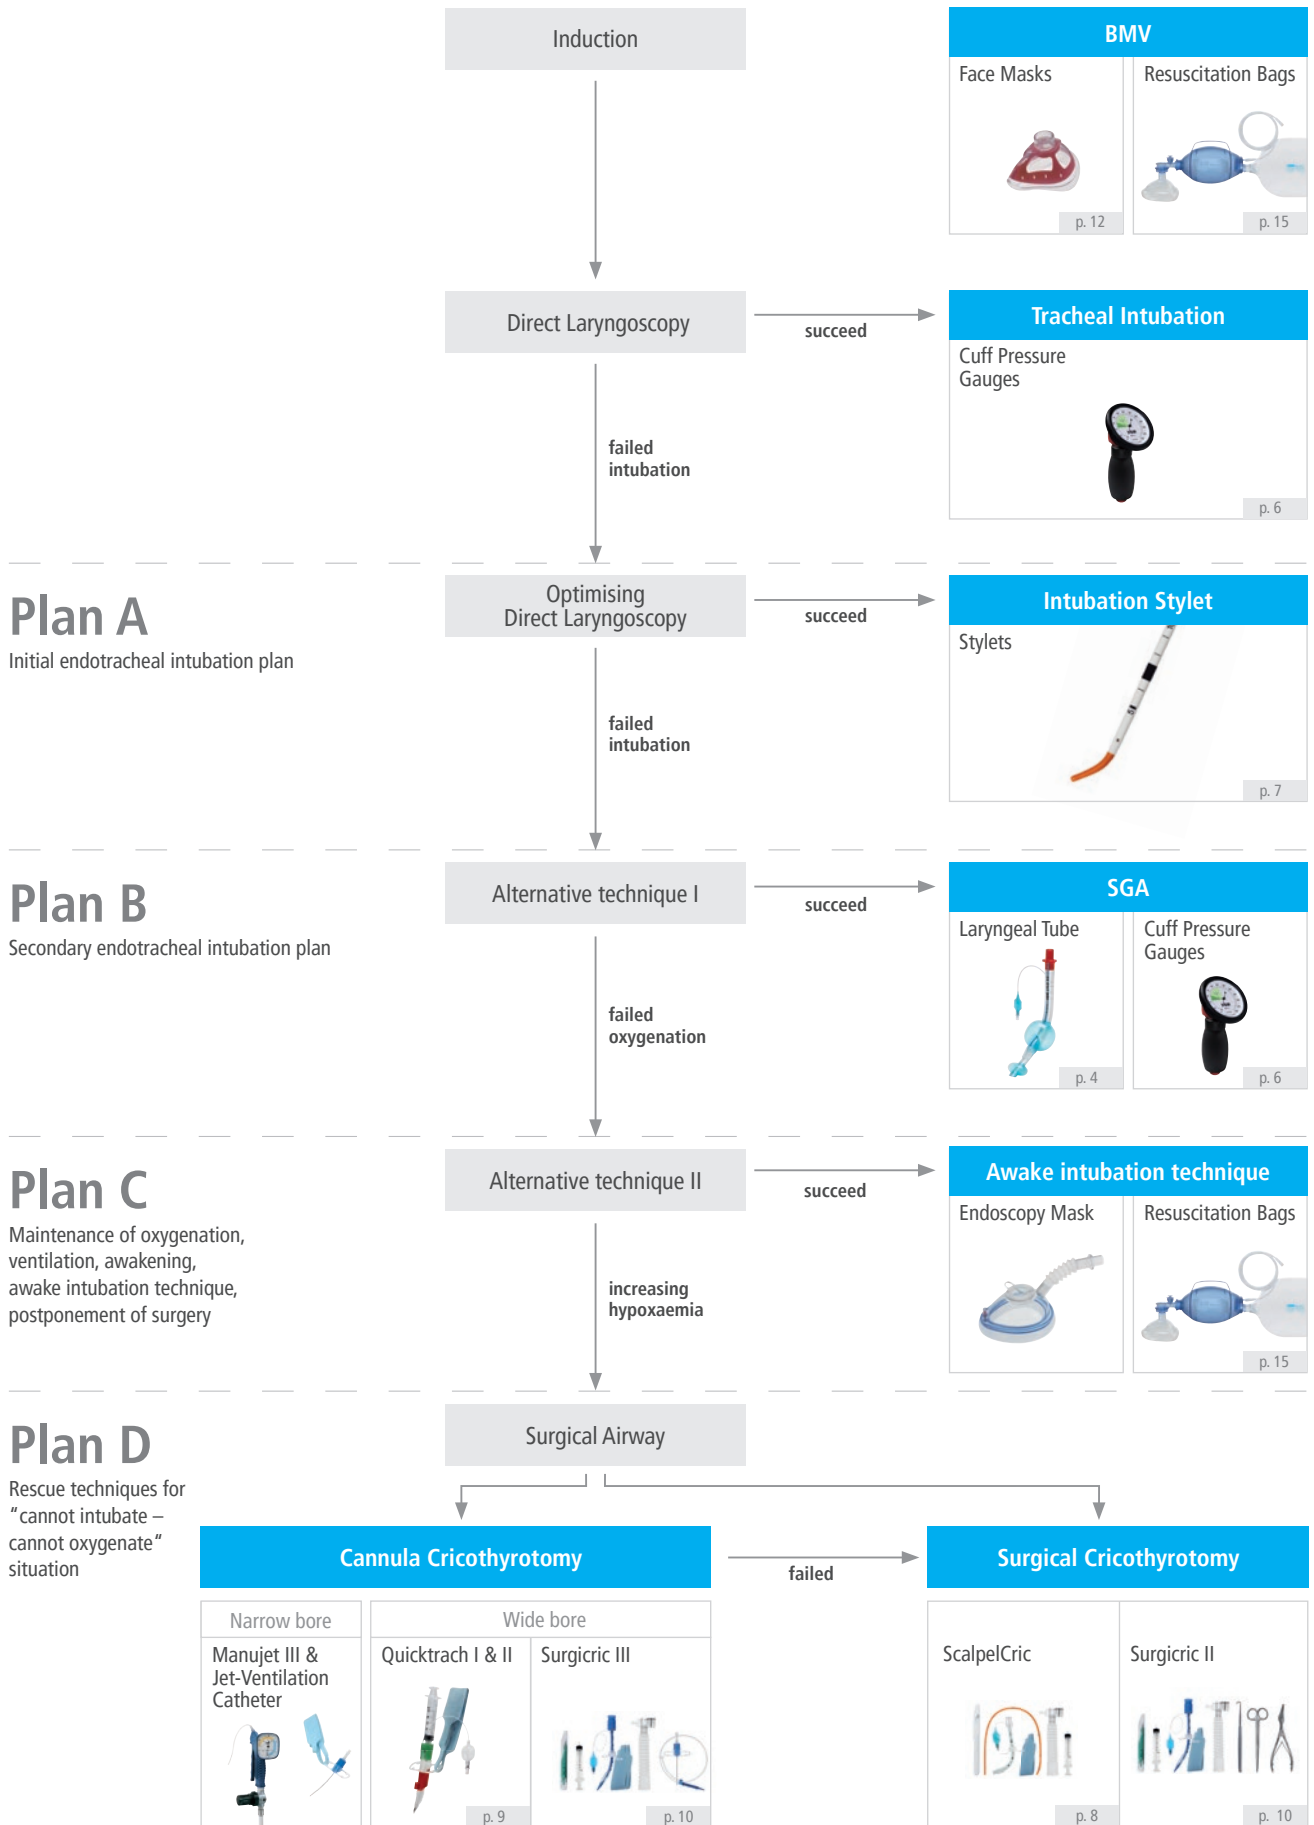 Induction
BMV
Face Masks
Resuscitation Bags
p. 12
p. 15
Direct Laryngoscopy
succeed
Tracheal Intubation
Cuff Pressure
Gauges
p. 6
failed
intubation
Plan A
Initial endotracheal intubation plan
Optimising
Direct Laryngoscopy
succeed
Intubation Stylet
Stylets
p. 7
failed
intubation
Plan B
Secondary endotracheal intubation plan
Alternative technique I
succeed
SGA
Laryngeal Tube
Cuff Pressure
Gauges
p. 4
p. 6
failed
oxygenation
Plan C
Maintenance of oxygenation,
ventilation, awakening,
awake intubation technique,
postponement of surgery
Alternative technique II
succeed
Awake intubation technique
Endoscopy Mask
Resuscitation Bags
p. 15
increasing
hypoxaemia
Plan D
Rescue techniques for
"cannot intubate –
cannot oxygenate"
situation
Surgical Airway
Cannula Cricothyrotomy
failed
Surgical Cricothyrotomy
Narrow bore
Wide bore
Manujet III &
Jet-Ventilation
Catheter
Quicktrach I & II
Surgicric III
ScalpelCric
Surgicric II
p. 9
p. 10
p. 8
p. 10